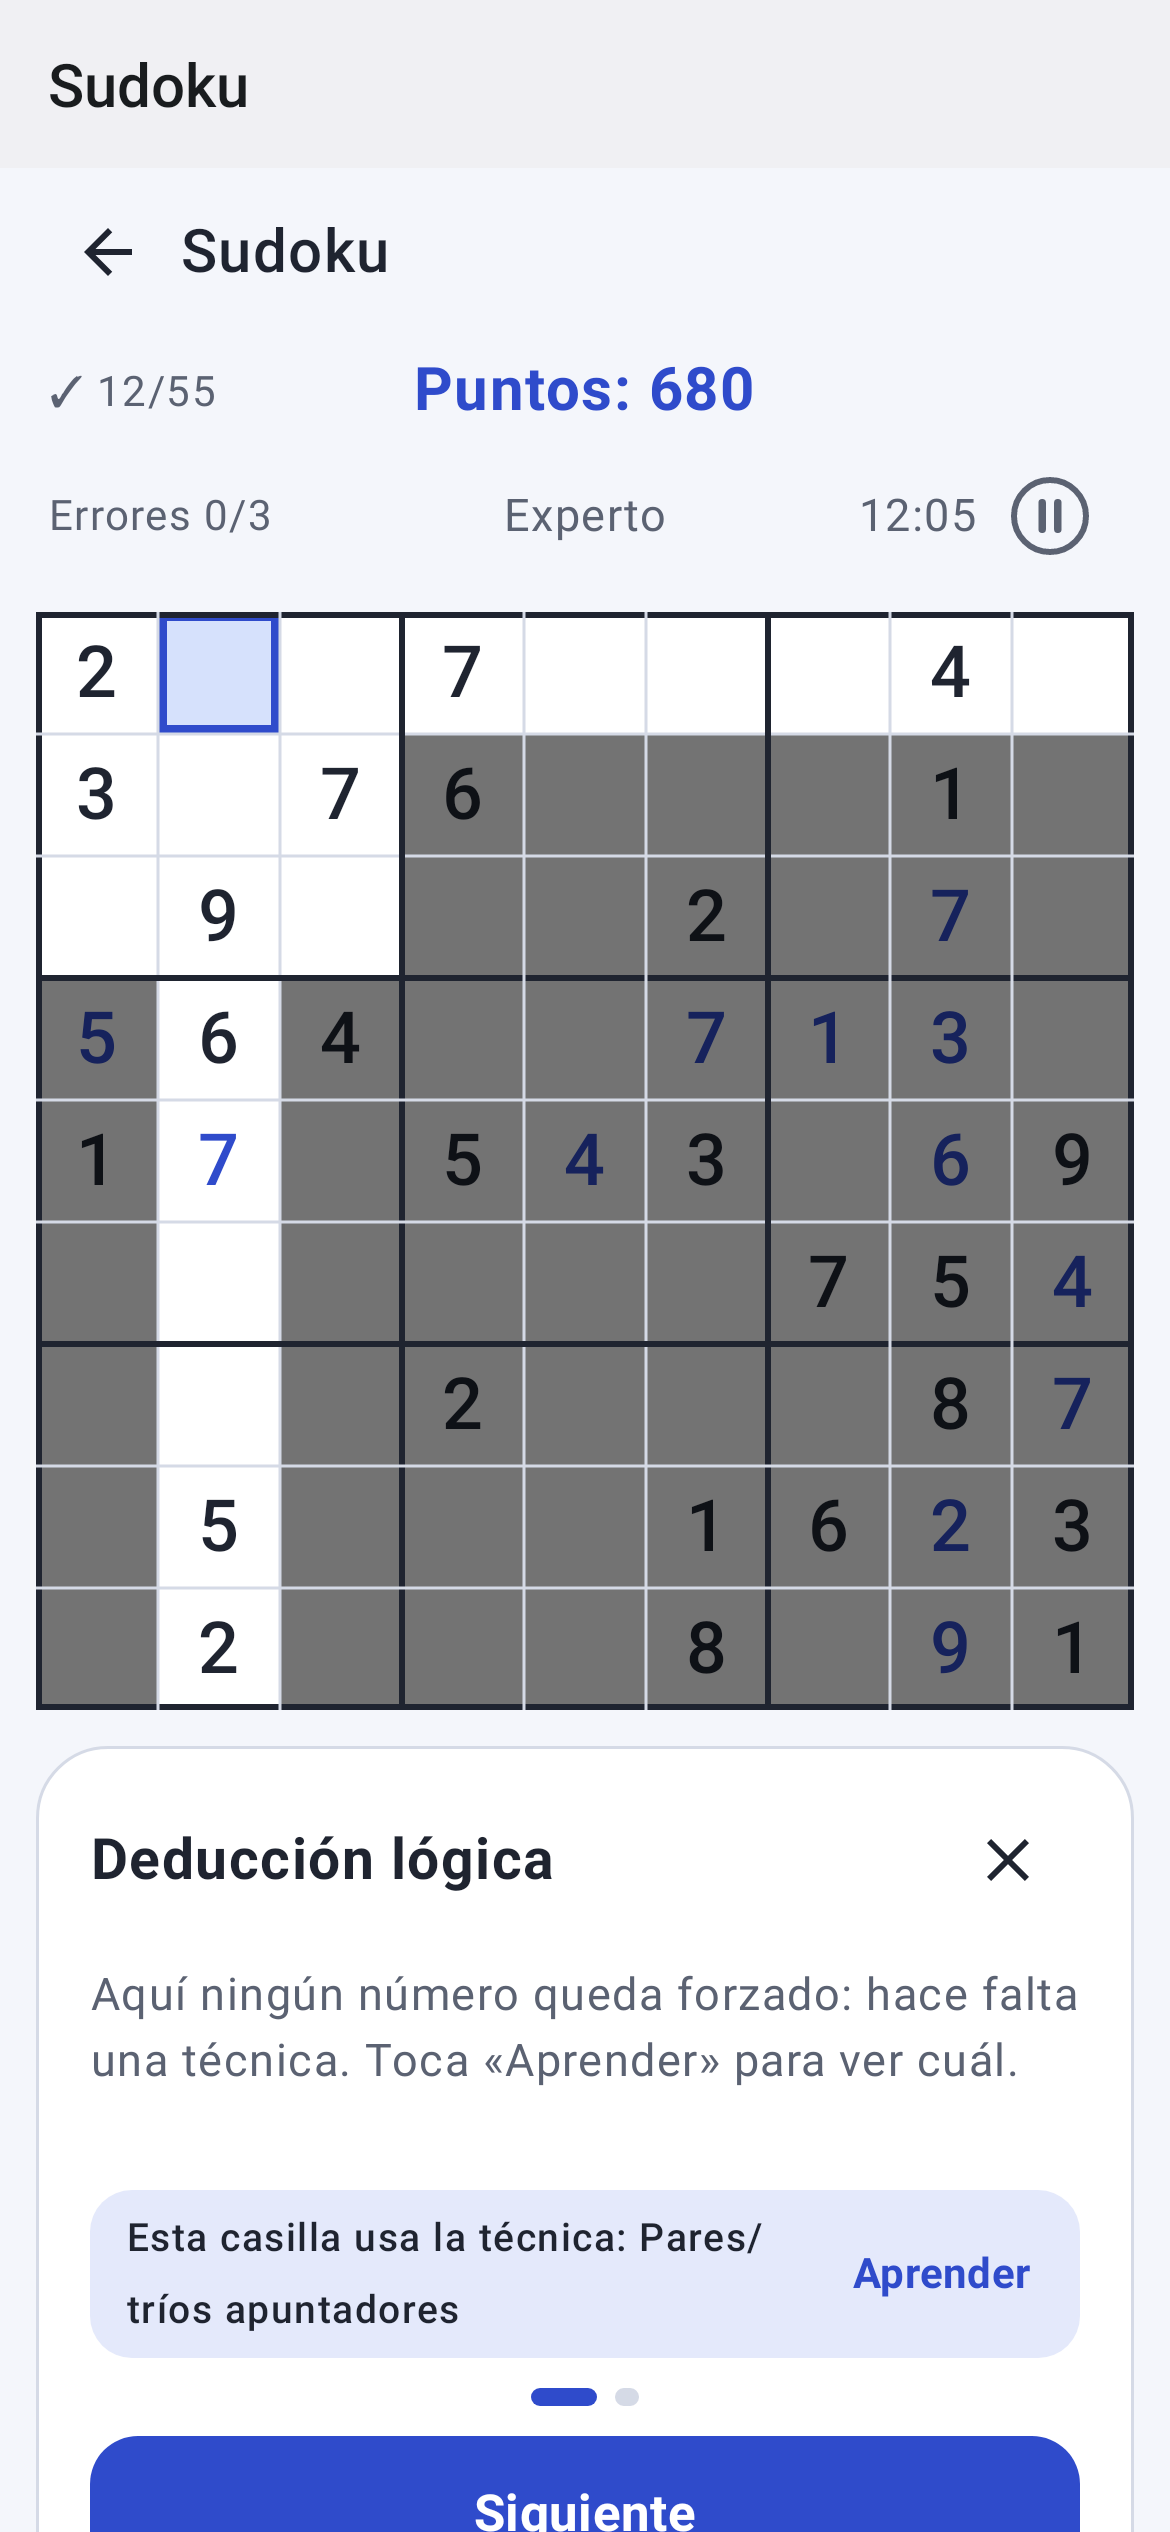 Sudoku
Sudoku
✓ 12/55 Puntos: 680
Errores 0/3 Experto 12:05
2 7 4
3 7 6 1
9 2 7
5 6 4 7 1 3
1 7 5 4 3 6 9
7 5 4
2 8 7
5 1 6 2 3
2 8 9 1
Deducción lógica
Aquí ningún número queda forzado: hace falta
una técnica. Toca «Aprender» para ver cuál.
Esta casilla usa la técnica: Pares/
tríos apuntadores
Aprender
Siguiente